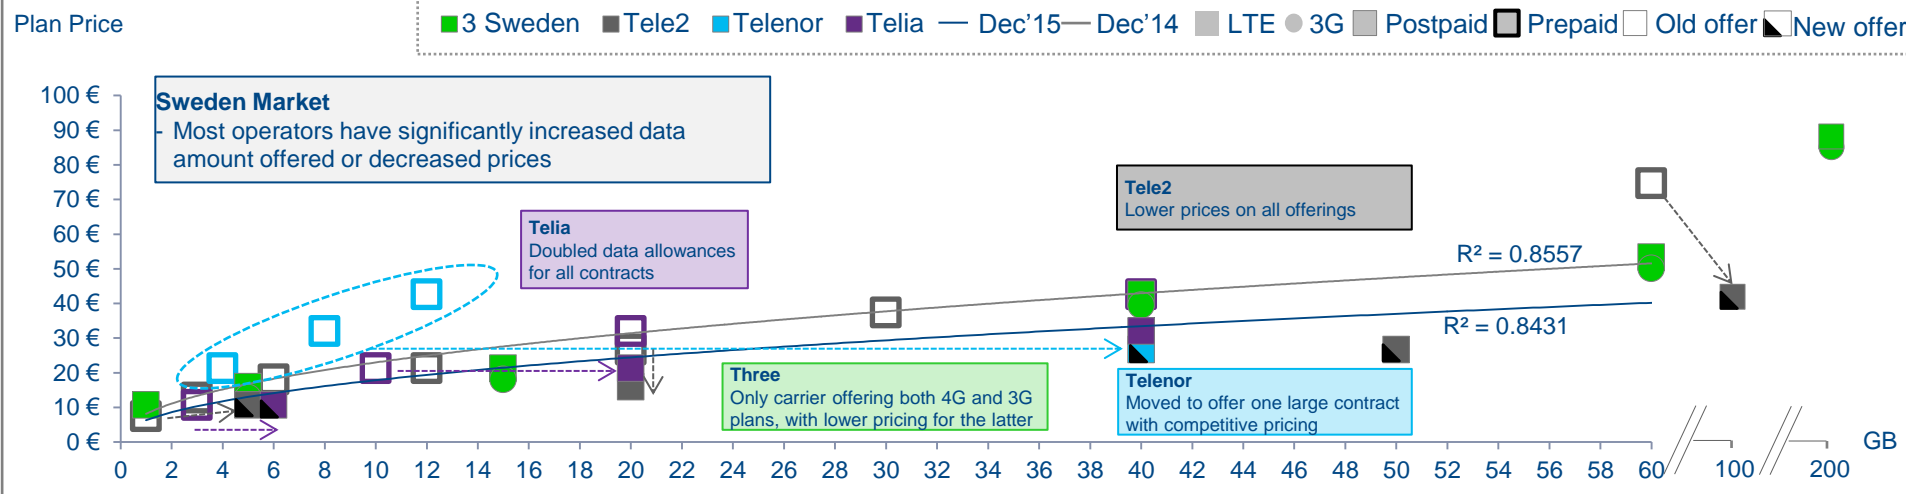 Plan Price
3 Sweden Tele2 Telenor Telia Dec’15 Dec’14 LTE 3G Postpaid Prepaid Old offer New offer
100 €
90 €
80 €
70 €
60 €
50 €
40 €
30 €
20 €
10 €
0 €
Sweden Market
- Most operators have significantly increased data
amount offered or decreased prices
Telia
Doubled data allowances
for all contracts
Tele2
Lower prices on all offerings
R² = 0.8557
R² = 0.8431
Three
Only carrier offering both 4G and 3G
plans, with lower pricing for the latter
Telenor
Moved to offer one large contract
with competitive pricing
0 2 4 6 8 10 12 14 16 18 20 22 24 26 28 30 32 34 36 38 40 42 44 46 48 50 52 54 56 58 60 100 200
GB